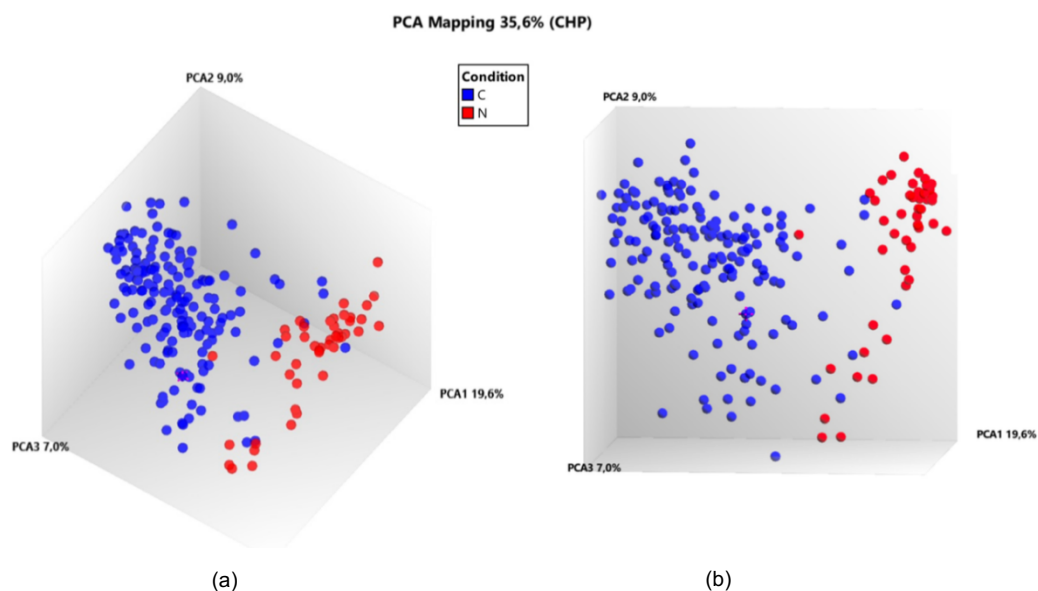 PCA Mapping 35,6% (CHP)
PCA2 9,0%
Condition
C
N
PCA2 9,0%
PCA1 19,6%
PCA3 7,0%
PCA1 19,6%
PCA3 7,0%
(a)
(b)